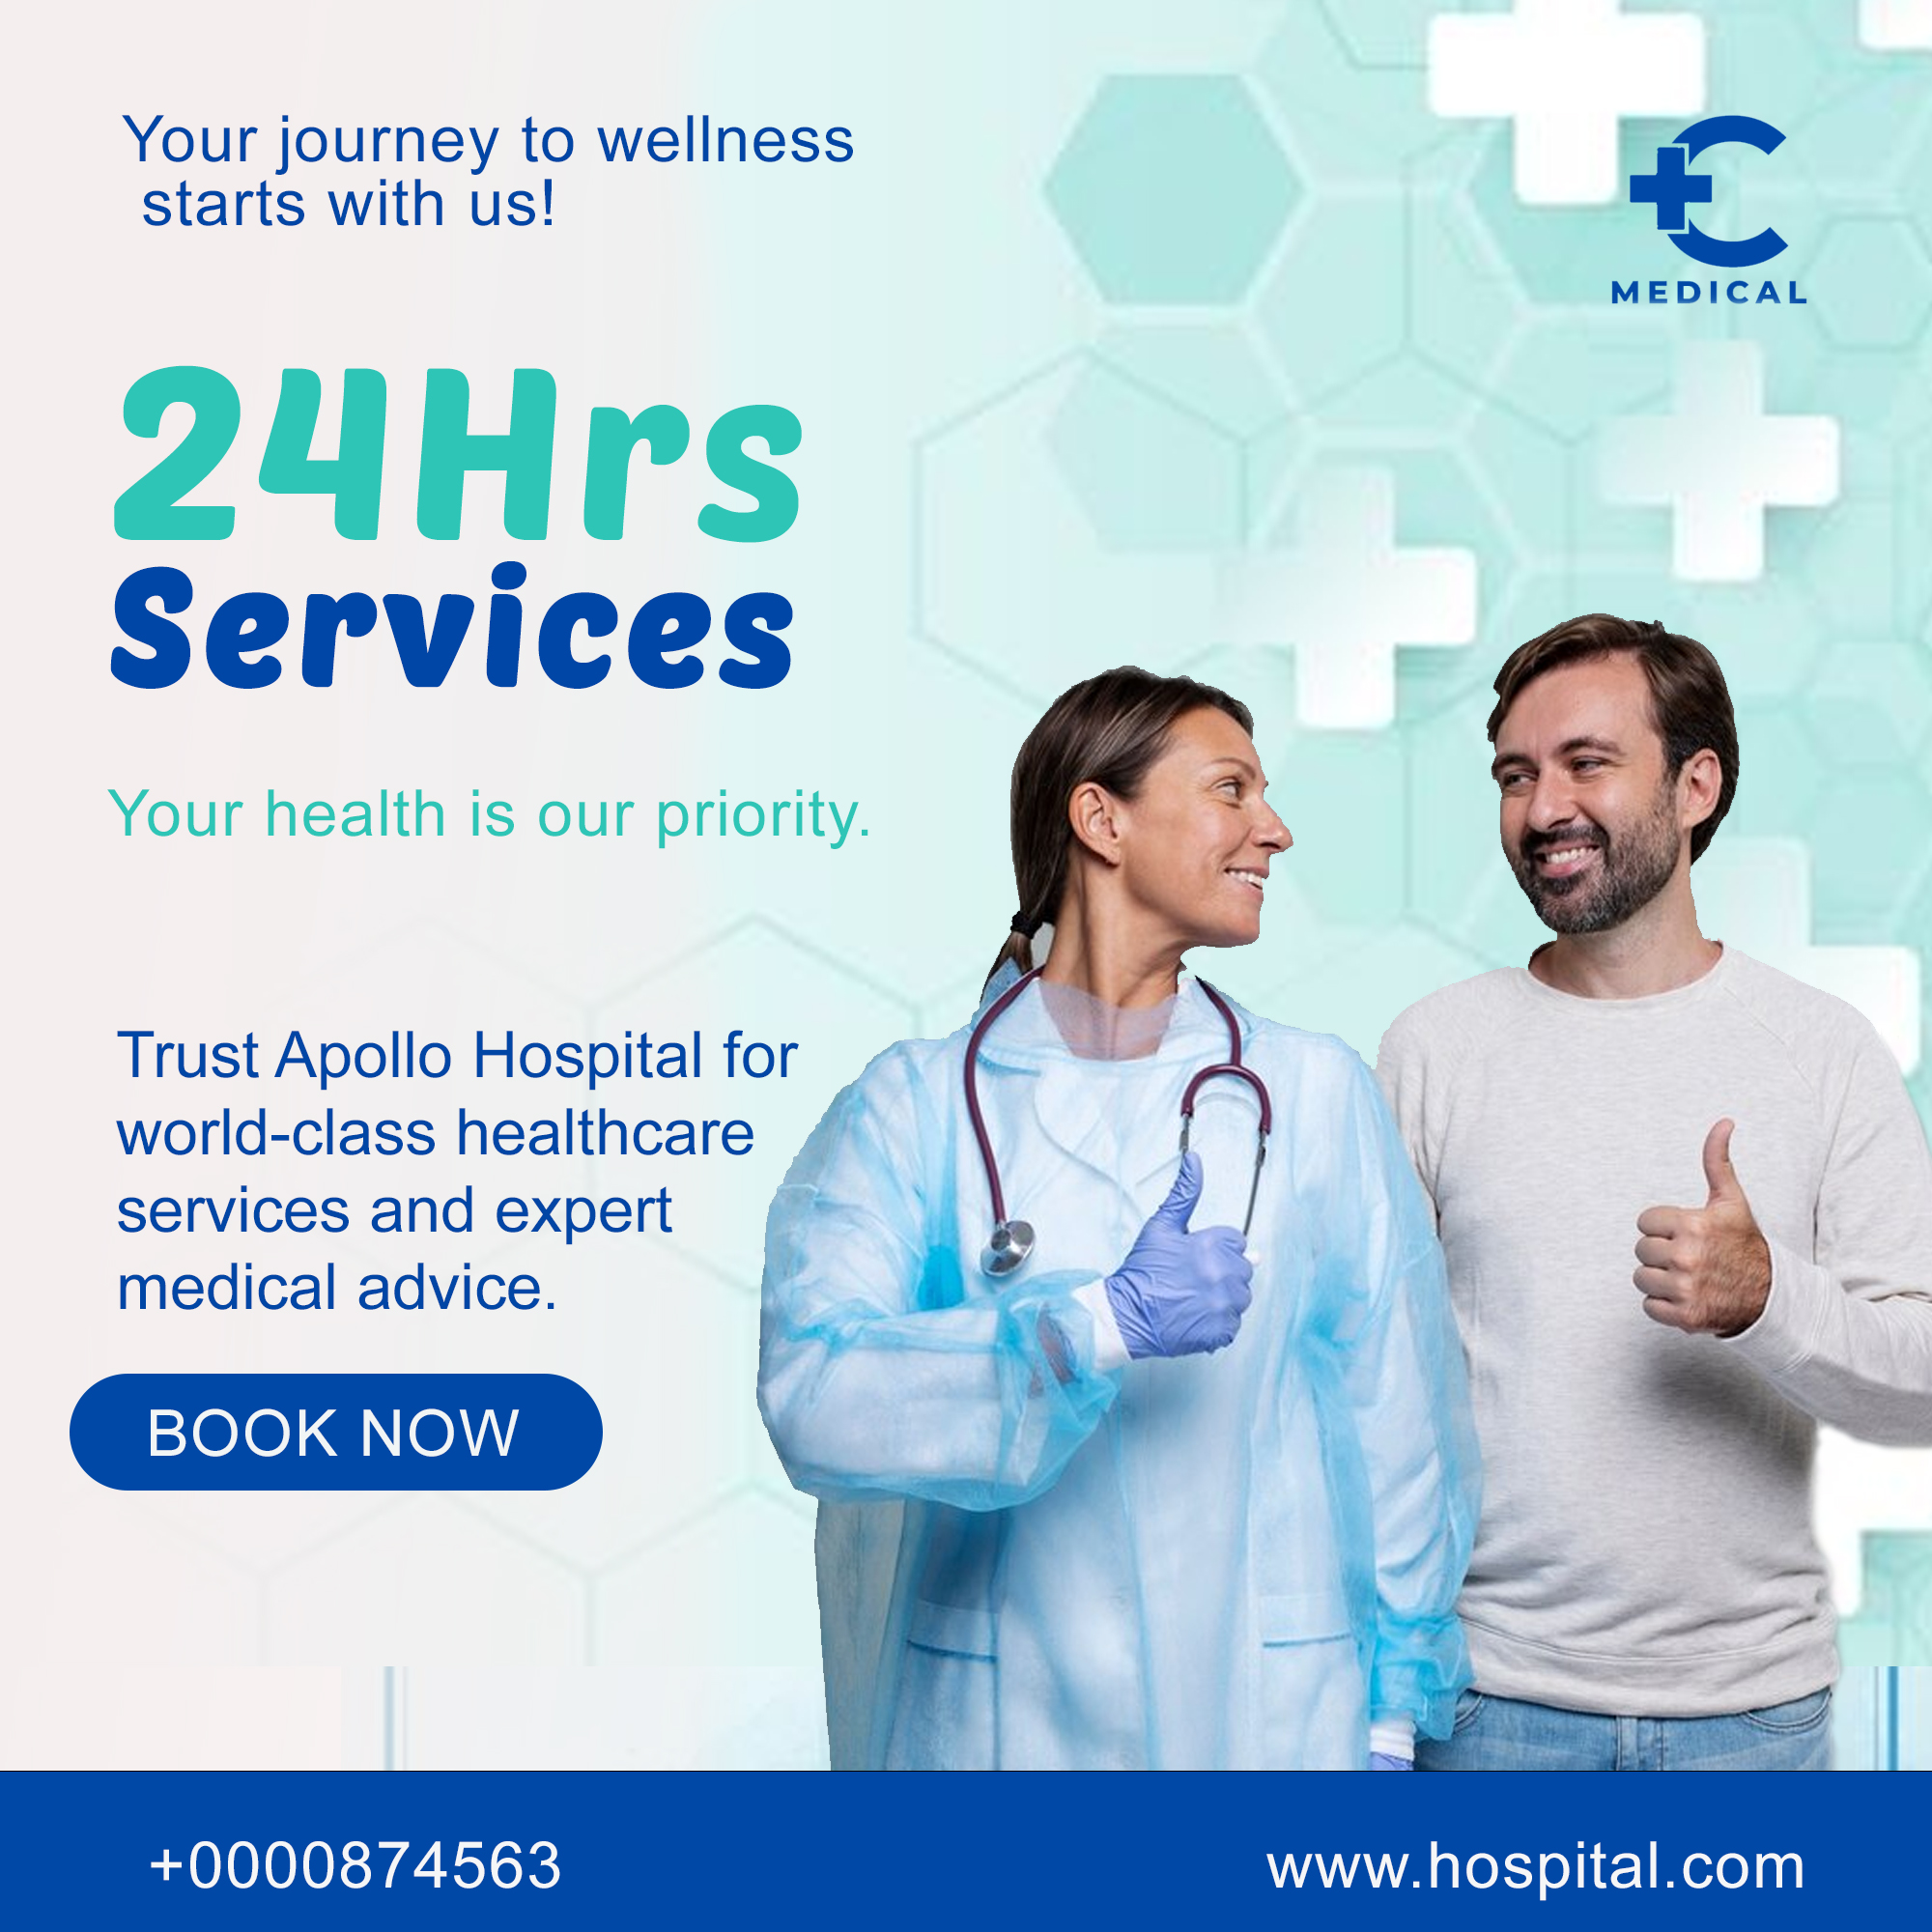 Your journey to wellness
starts with us!
C
MEDICAL
24Hrs
Services
Your health is our priority.
Trust Apollo Hospital for
world-class healthcare
services and expert
medical advice.
BOOK NOW
+0000874563
www.hospital.com